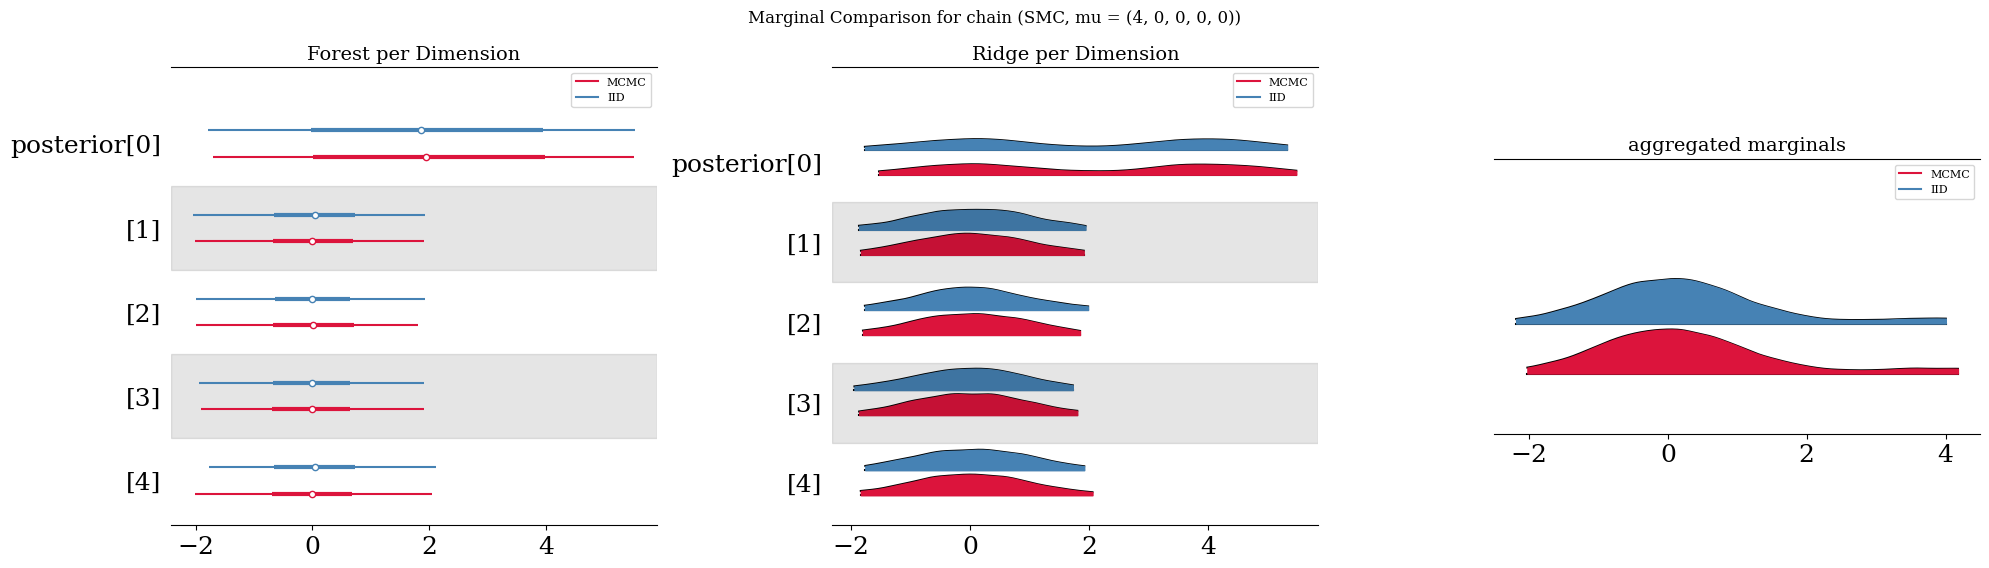 Marginal Comparison for chain (SMC, mu = (4, 0, 0, 0, 0))
Forest per Dimension
MCMC
IID
posterior[0]
[1]
[2]
[3]
[4]
−2 0 2 4
Ridge per Dimension
MCMC
IID
posterior[0]
[1]
[2]
[3]
[4]
−2 0 2 4
aggregated marginals
MCMC
IID
−2 0 2 4